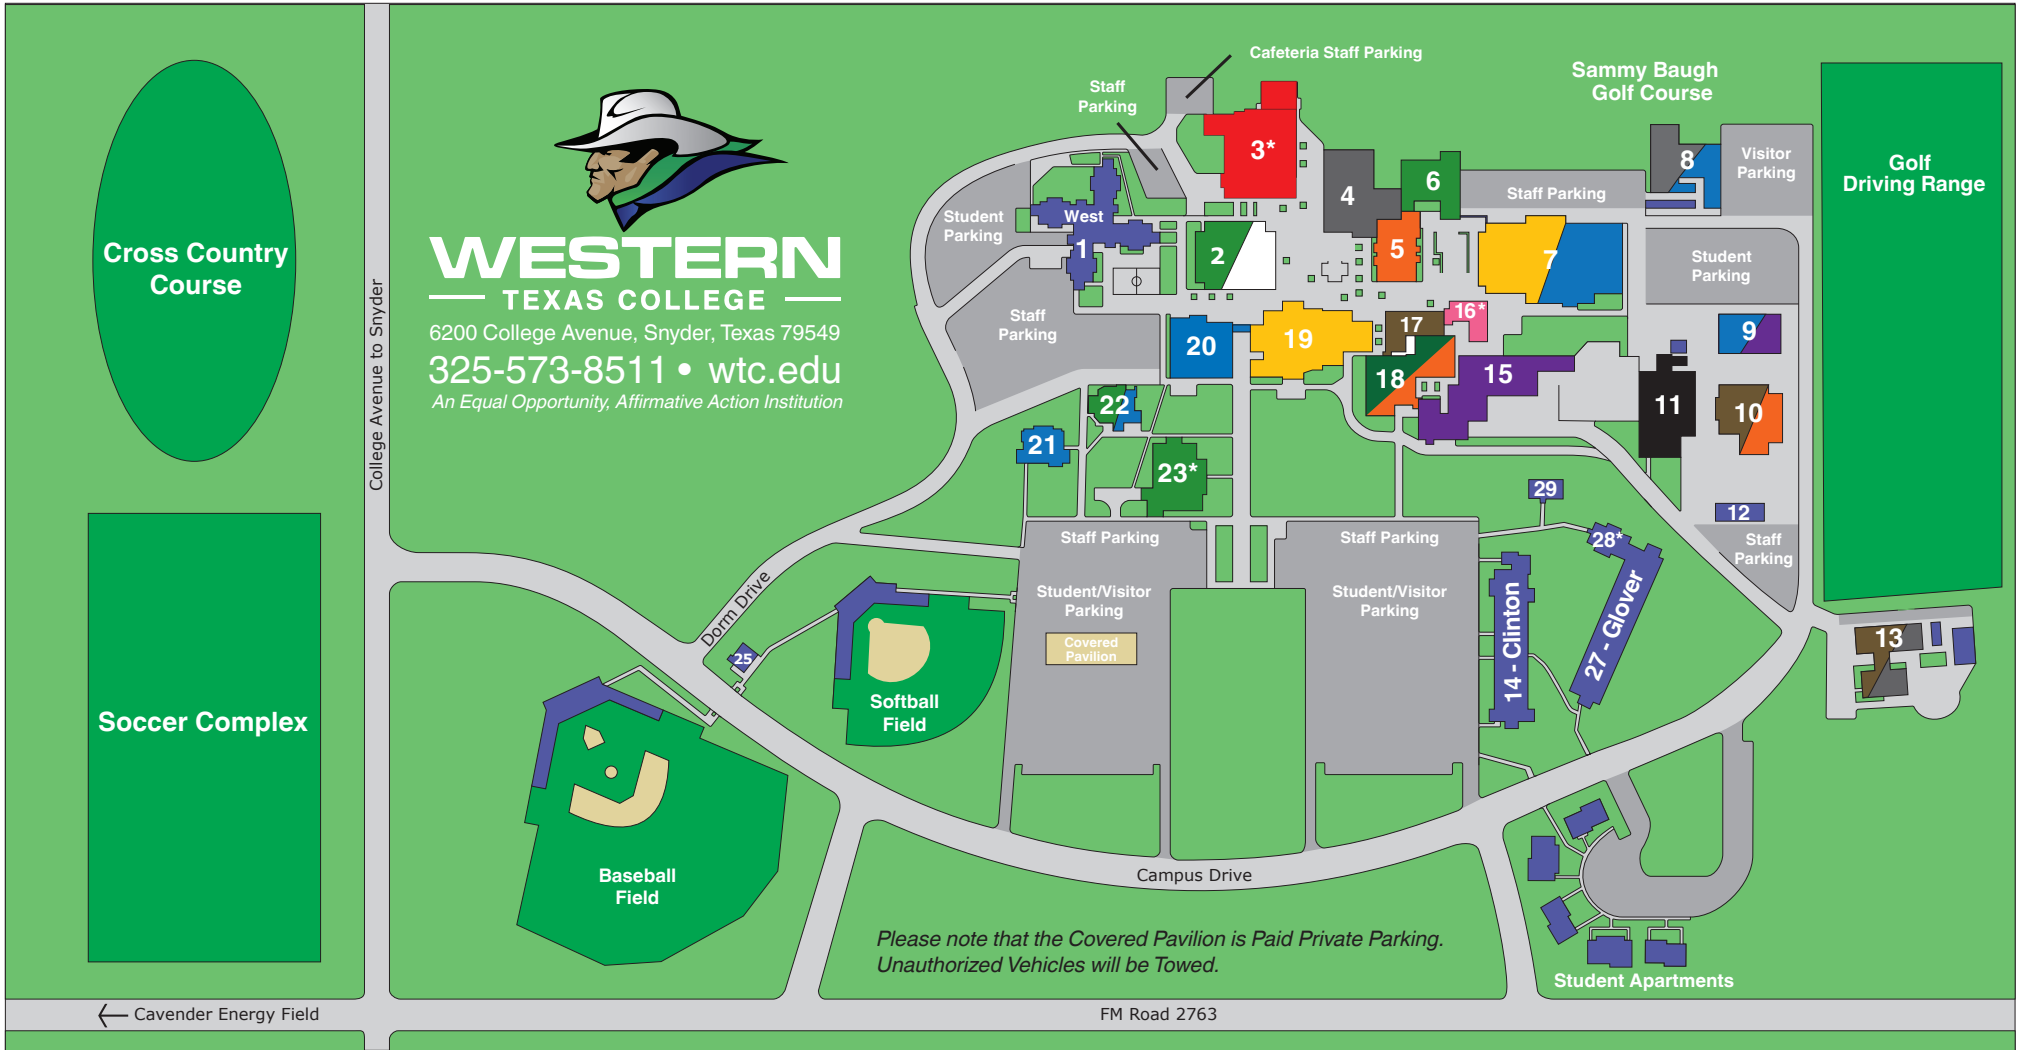 Cafeteria Staff Parking
Staff
Parking
Sammy Baugh
Golf Course
Golf
Driving Range
Visitor
Parking
Staff Parking
Student
Parking
Student
Parking
Staff
Parking
West
1
2
3*
4
5
6
7
8
9
10
11
12
Staff
Parking
13
14 - Clinton
15
16*
17
18
19
20
21
22
23*
25
27 - Glover
28*
29
Cross Country
Course
Soccer Complex
College Avenue to Snyder
WESTERN
TEXAS COLLEGE
6200 College Avenue, Snyder, Texas 79549
325-573-8511 • wtc.edu
An Equal Opportunity, Affirmative Action Institution
Dorm Drive
Staff Parking
Student/Visitor
Parking
Covered
Pavilion
Staff Parking
Student/Visitor
Parking
Softball
Field
Baseball
Field
Campus Drive
Please note that the Covered Pavilion is Paid Private Parking.
Unauthorized Vehicles will be Towed.
Student Apartments
Cavender Energy Field
FM Road 2763